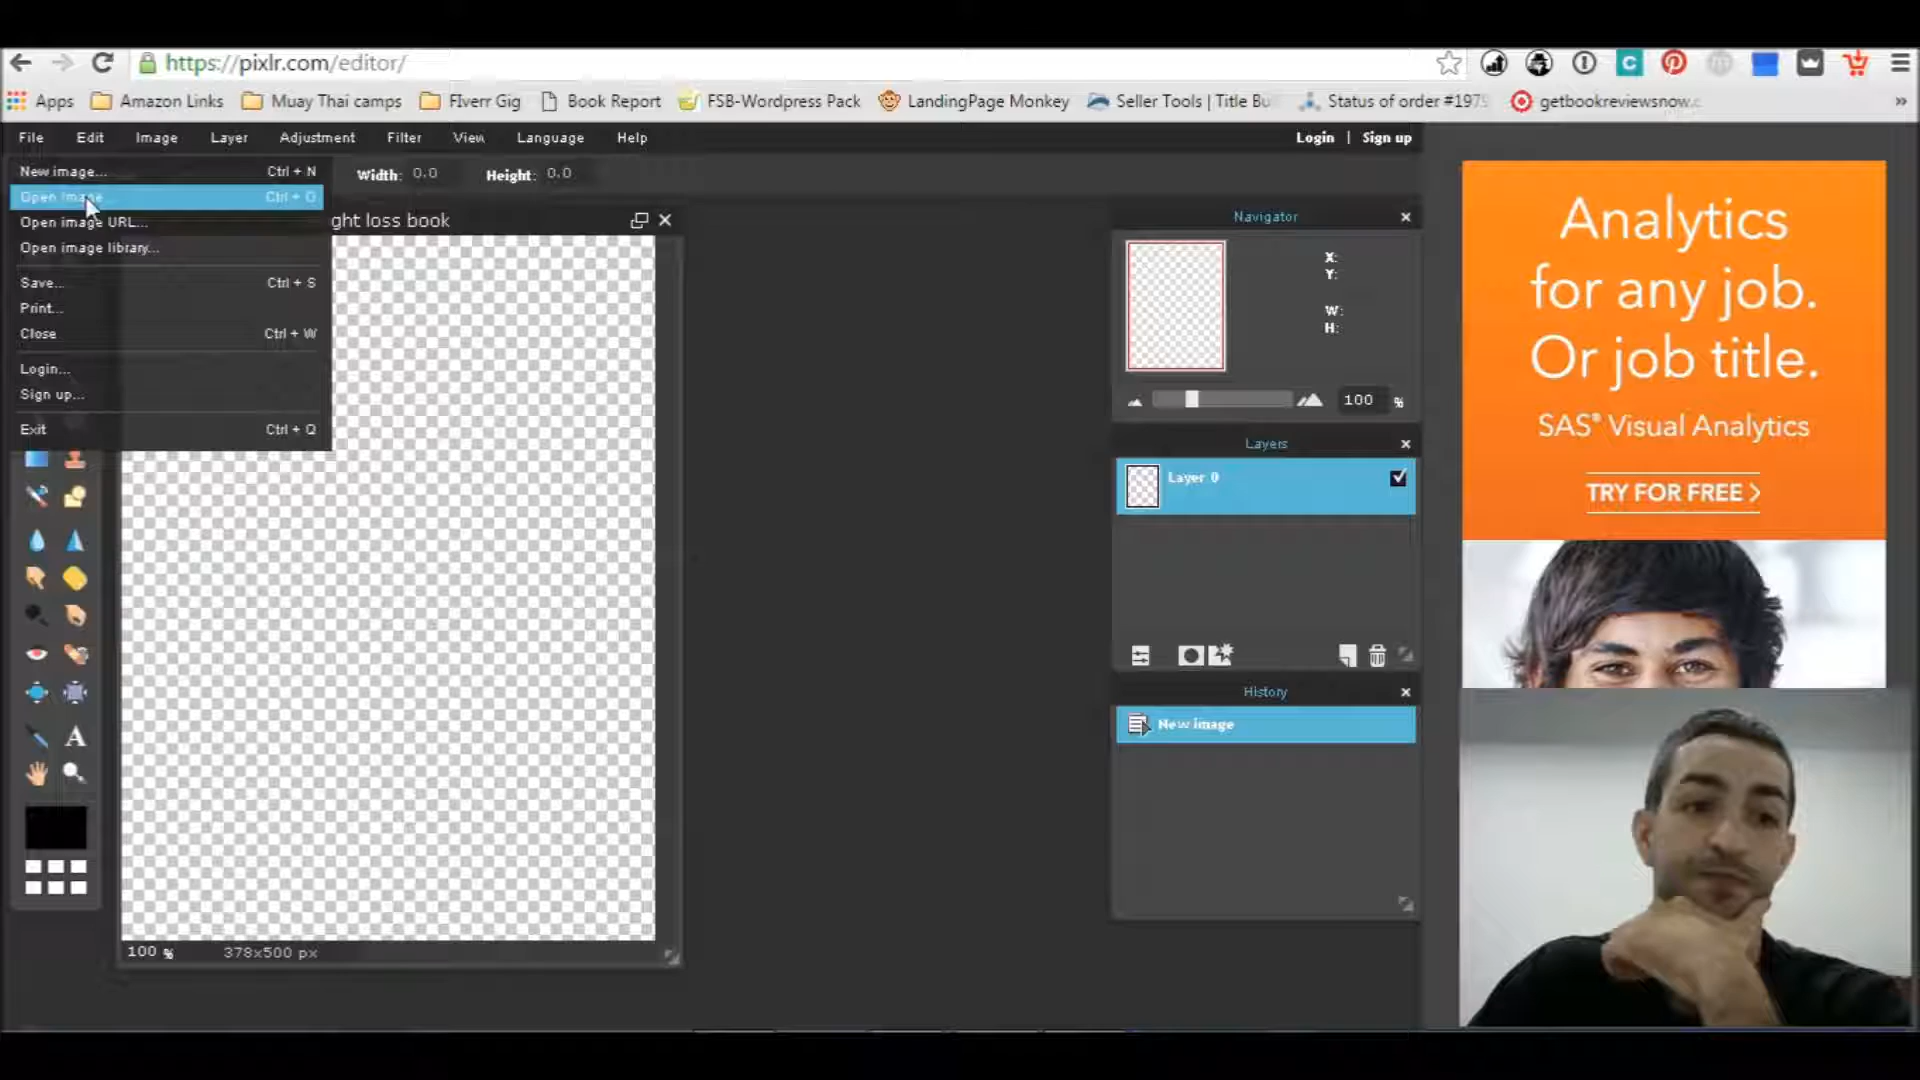 https://pixlr.com/editor/
Apps Amazon Links Muay Thai camps FIverr Gig Book Report FSB-Wordpress Pack LandingPage Monkey Seller Tools | Title Bu Status of order #1979 getbookreviewsnow.c »
File Edit Image Layer Adjustment Filter View Language Help Login | Sign up
New image... Ctrl + N
Width: 0.0 Height: 0.0
Open image... Ctrl + O
Open image URL...
Open image library...
Save... Ctrl + S
Print...
Close Ctrl + W
Login...
Sign up...
Exit Ctrl + Q
ght loss book
100 % 378x500 px
Navigator
X:
Y:
W:
H:
100 %
Layers
Layer 0
History
New image
Analytics
for any job.
Or job title.
SAS® Visual Analytics
TRY FOR FREE >